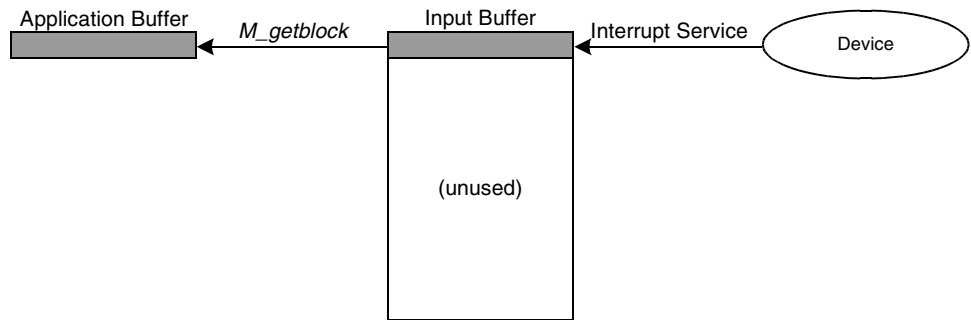 Application Buffer
M_getblock
Input Buffer
Interrupt Service
Device
(unused)